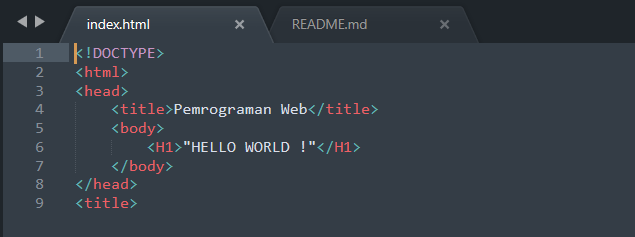 index.html × README.md ×
1 <!DOCTYPE>
2 <html>
3 <head>
4 <title>Pemrograman Web</title>
5 <body>
6 <H1>"HELLO WORLD !"</H1>
7 </body>
8 </head>
9 <title>